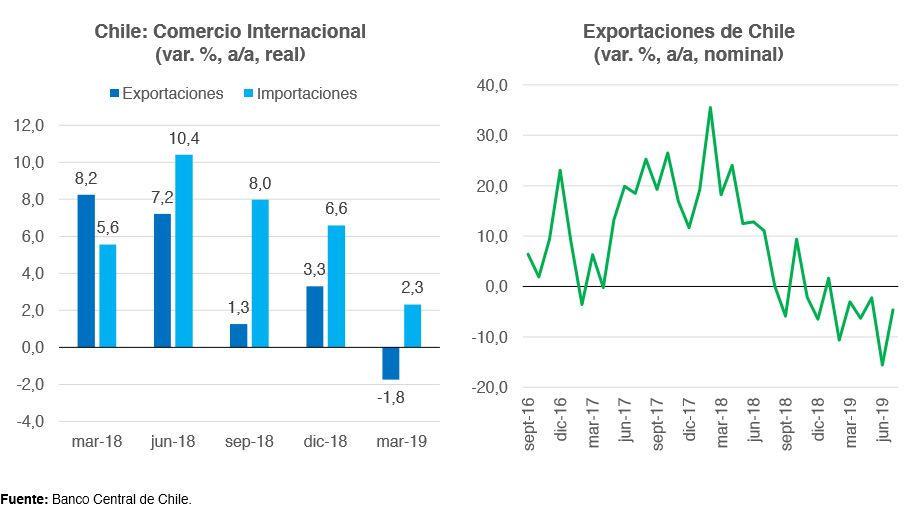 Chile: Comercio Internacional
(var. %, a/a, real)
Exportaciones
Importaciones
12,0
10,0
8,0
6,0
4,0
2,0
0,0
-2,0
-4,0
8,2
5,6
7,2
10,4
1,3
8,0
3,3
6,6
-1,8
2,3
mar-18
jun-18
sep-18
dic-18
mar-19
Exportaciones de Chile
(var. %, a/a, nominal)
40,0
30,0
20,0
10,0
0,0
-10,0
-20,0
sept-16
dic-16
mar-17
jun-17
sept-17
dic-17
mar-18
jun-18
sept-18
dic-18
mar-19
jun-19
Fuente: Banco Central de Chile.